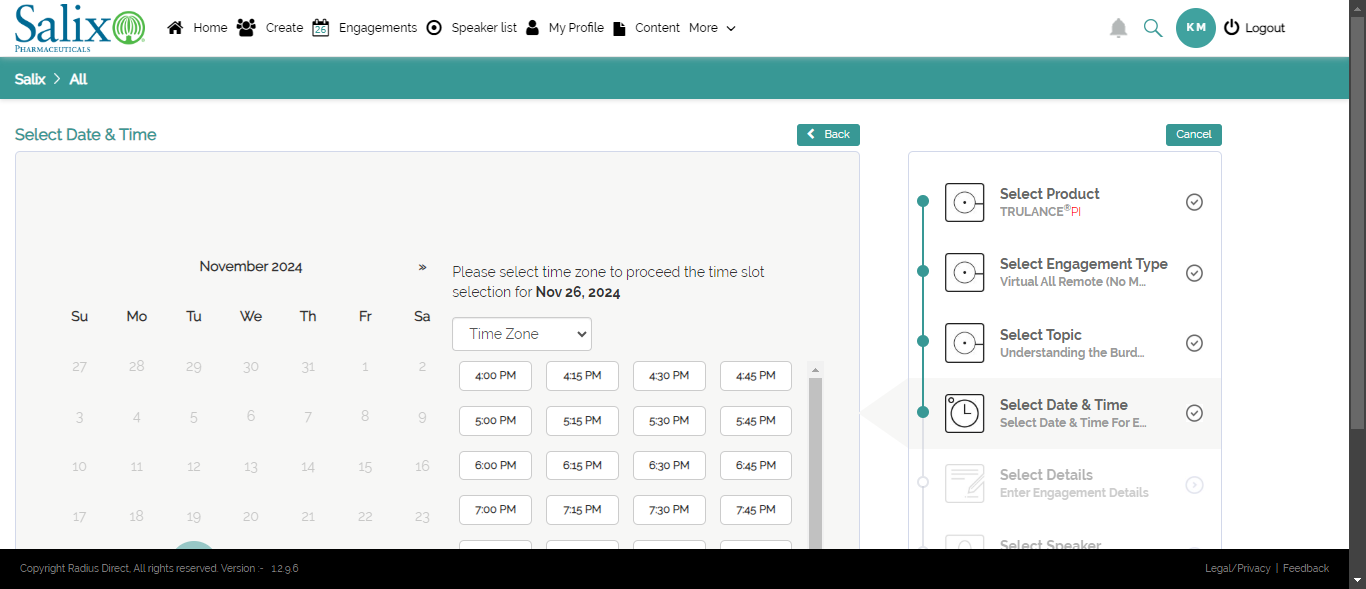 Salix
PHARMACEUTICALS
Home
Create
26
Engagements
Speaker list
My Profile
Content
More
KM
Logout
Salix > All
Select Date & Time
Back
Cancel
November 2024 »
Su Mo Tu We Th Fr Sa
27 28 29 30 31 1 2
3 4 5 6 7 8 9
10 11 12 13 14 15 16
17 18 19 20 21 22 23
Please select time zone to proceed the time slot
selection for Nov 26, 2024
Time Zone
4:00 PM 4:15 PM 4:30 PM 4:45 PM
5:00 PM 5:15 PM 5:30 PM 5:45 PM
6:00 PM 6:15 PM 6:30 PM 6:45 PM
7:00 PM 7:15 PM 7:30 PM 7:45 PM
Select Product
TRULANCE®PI
Select Engagement Type
Virtual All Remote (No M...
Select Topic
Understanding the Burd...
Select Date & Time
Select Date & Time For E...
Select Details
Enter Engagement Details
Select Speaker
Copyright Radius Direct, All rights reserved. Version - 12.9.6
Legal/Privacy | Feedback